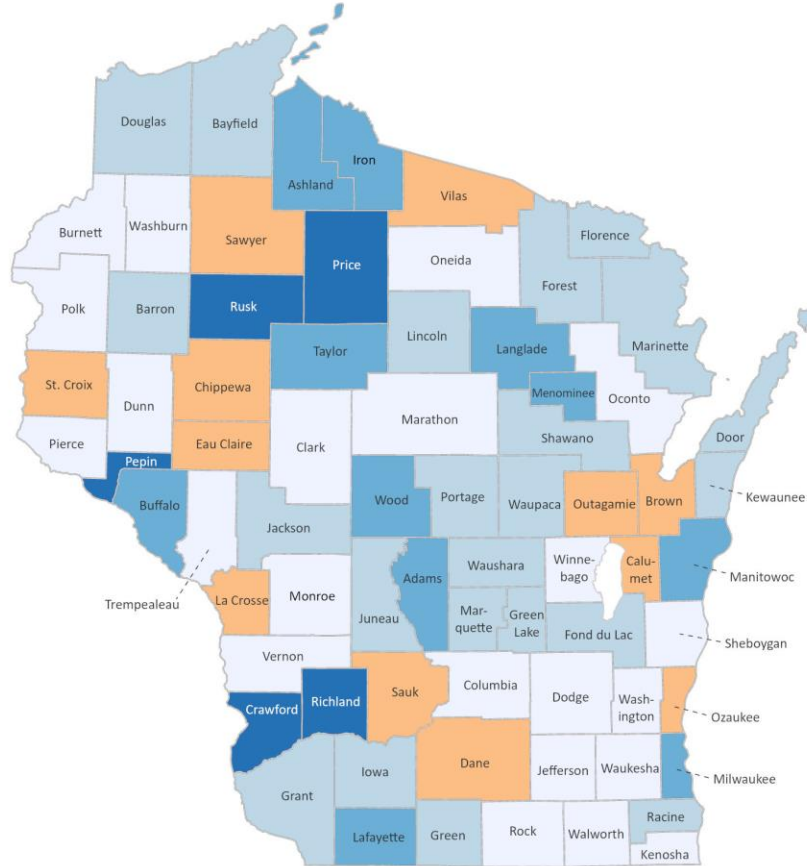 Douglas
Bayfield
Iron
Ashland
Vilas
Burnett
Washburn
Sawyer
Florence
Price
Oneida
Forest
Polk
Barron
Rusk
Lincoln
Marinette
Taylor
Langlade
St. Croix
Chippewa
Menominee
Oconto
Dunn
Marathon
Pierce
Eau Claire
Clark
Shawano
Door
Pepin
Buffalo
Wood
Portage
Waupaca
Outagamie
Brown
Kewaunee
Jackson
Waushara
Winne-
bago
Calu-
met
Manitowoc
Adams
Trempealeau
La Crosse
Monroe
Juneau
Mar-
quette
Green
Lake
Fond du Lac
Sheboygan
Vernon
Sauk
Columbia
Dodge
Wash-
ington
Crawford
Richland
Ozaukee
Iowa
Dane
Jefferson
Waukesha
Milwaukee
Grant
Lafayette
Green
Rock
Walworth
Racine
Kenosha